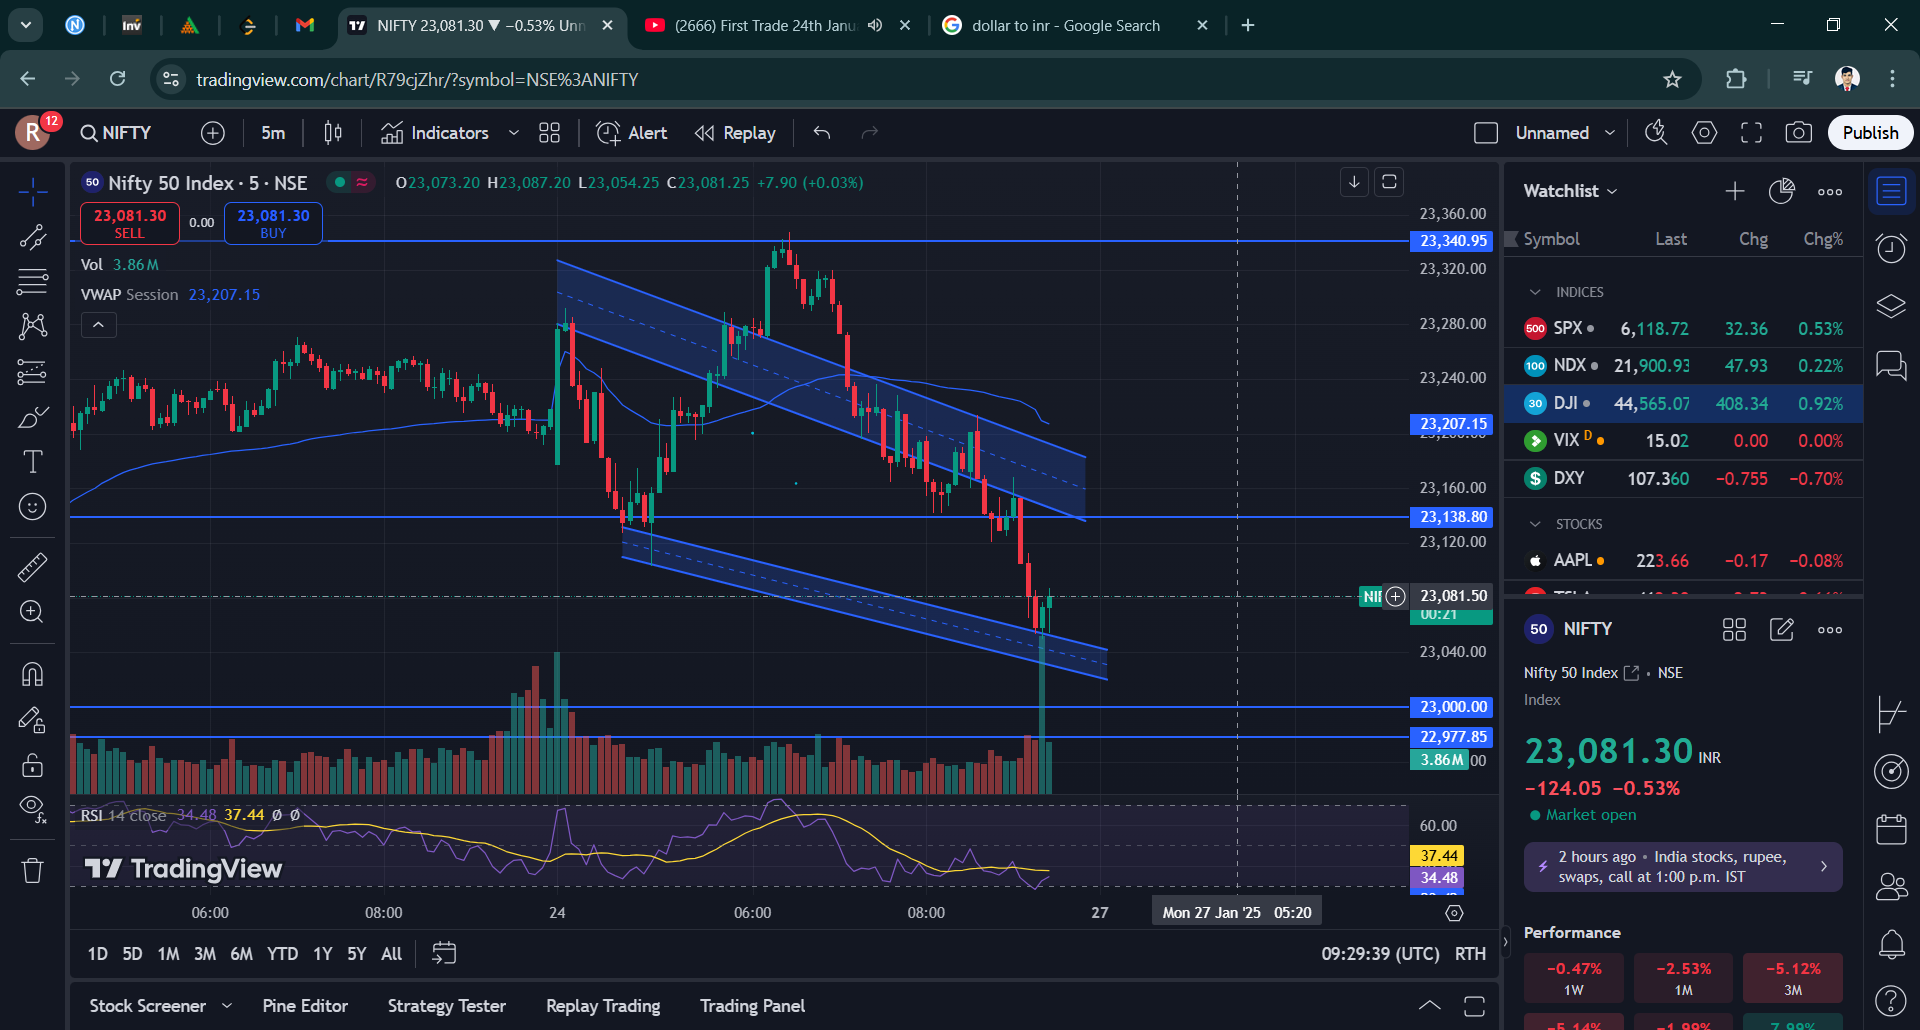 NIFTY 23,081.30 ▼ −0.53% Unn
(2666) First Trade 24th Janu
dollar to inr - Google Search
tradingview.com/chart/R79cjZhr/?symbol=NSE%3ANIFTY
R 12 NIFTY 5m Indicators Alert Replay Unnamed Publish
50 Nifty 50 Index · 5 · NSE O23,073.20 H23,087.20 L23,054.25 C23,081.25 +7.90 (+0.03%)
23,081.30 SELL
0.00
23,081.30 BUY
Vol 3.86M
VWAP Session 23,207.15
23,360.00
23,340.95
23,320.00
23,280.00
23,240.00
23,207.15
23,160.00
23,138.80
23,120.00
23,081.50
00:21
23,040.00
23,000.00
22,977.85
3.86M
RSI 14 close 34.48 37.44 Ø Ø
60.00
37.44
34.48
TradingView
06:00 08:00 24 06:00 08:00 27 Mon 27 Jan '25 05:20
1D 5D 1M 3M 6M YTD 1Y 5Y All 09:29:39 (UTC) RTH
Stock Screener Pine Editor Strategy Tester Replay Trading Trading Panel
Watchlist
Symbol Last Chg Chg%
INDICES
500 SPX 6,118.72 32.36 0.53%
100 NDX 21,900.93 47.93 0.22%
30 DJI 44,565.07 408.34 0.92%
VIX D 15.02 0.00 0.00%
$ DXY 107.360 −0.755 −0.70%
STOCKS
AAPL 223.66 −0.17 −0.08%
50 NIFTY
Nifty 50 Index · NSE
Index
23,081.30 INR
−124.05 −0.53%
Market open
2 hours ago · India stocks, rupee,
swaps, call at 1:00 p.m. IST
Performance
−0.47% −2.53% −5.12%
1W 1M 3M